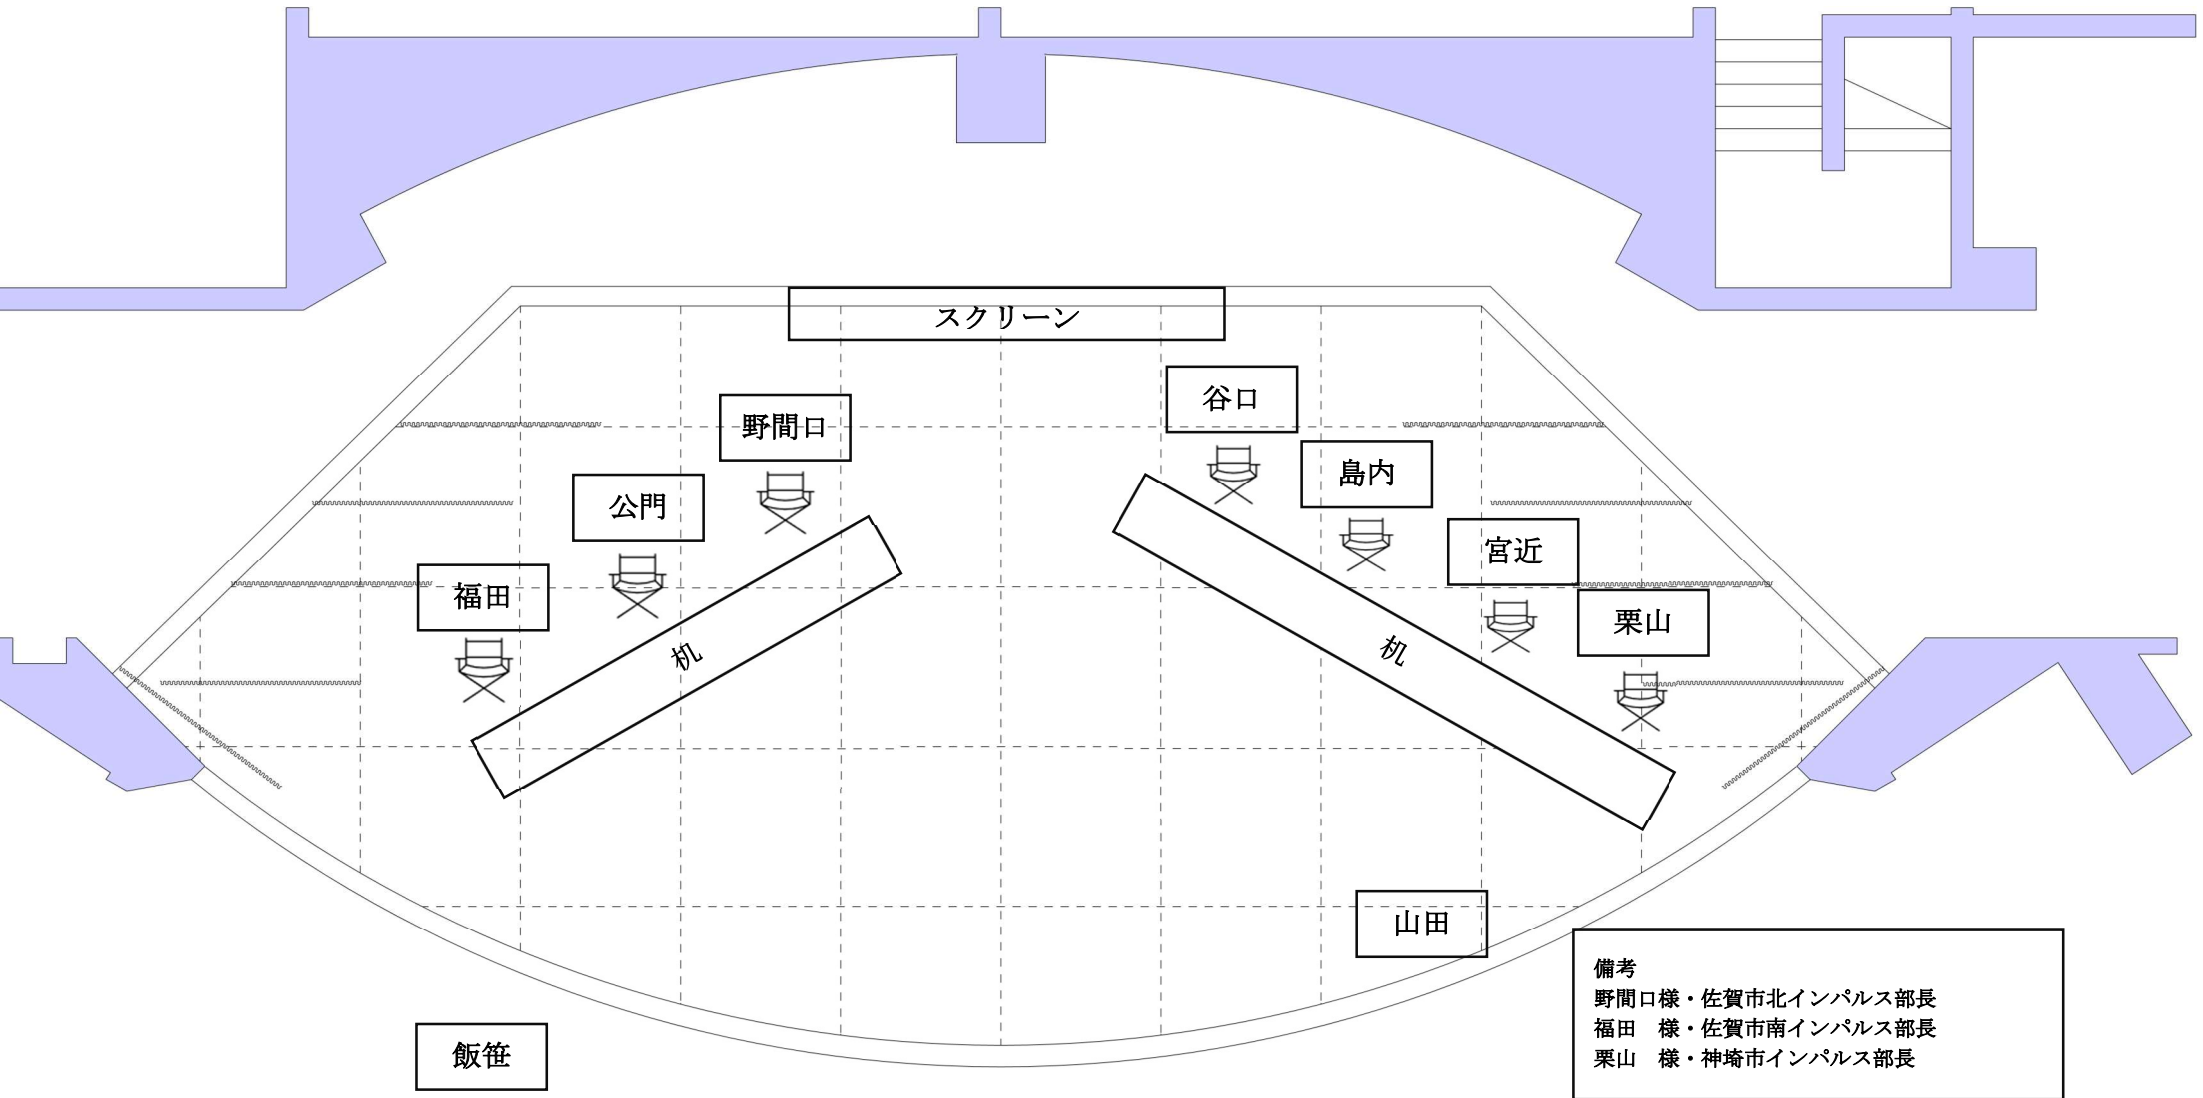 スクリーン
谷口
野間口
島内
公門
宮近
福田
栗山
机
机
山田
飯笹
備考
野間口様・佐賀市北インパルス部長
福田　様・佐賀市南インパルス部長
栗山　様・神埼市インパルス部長